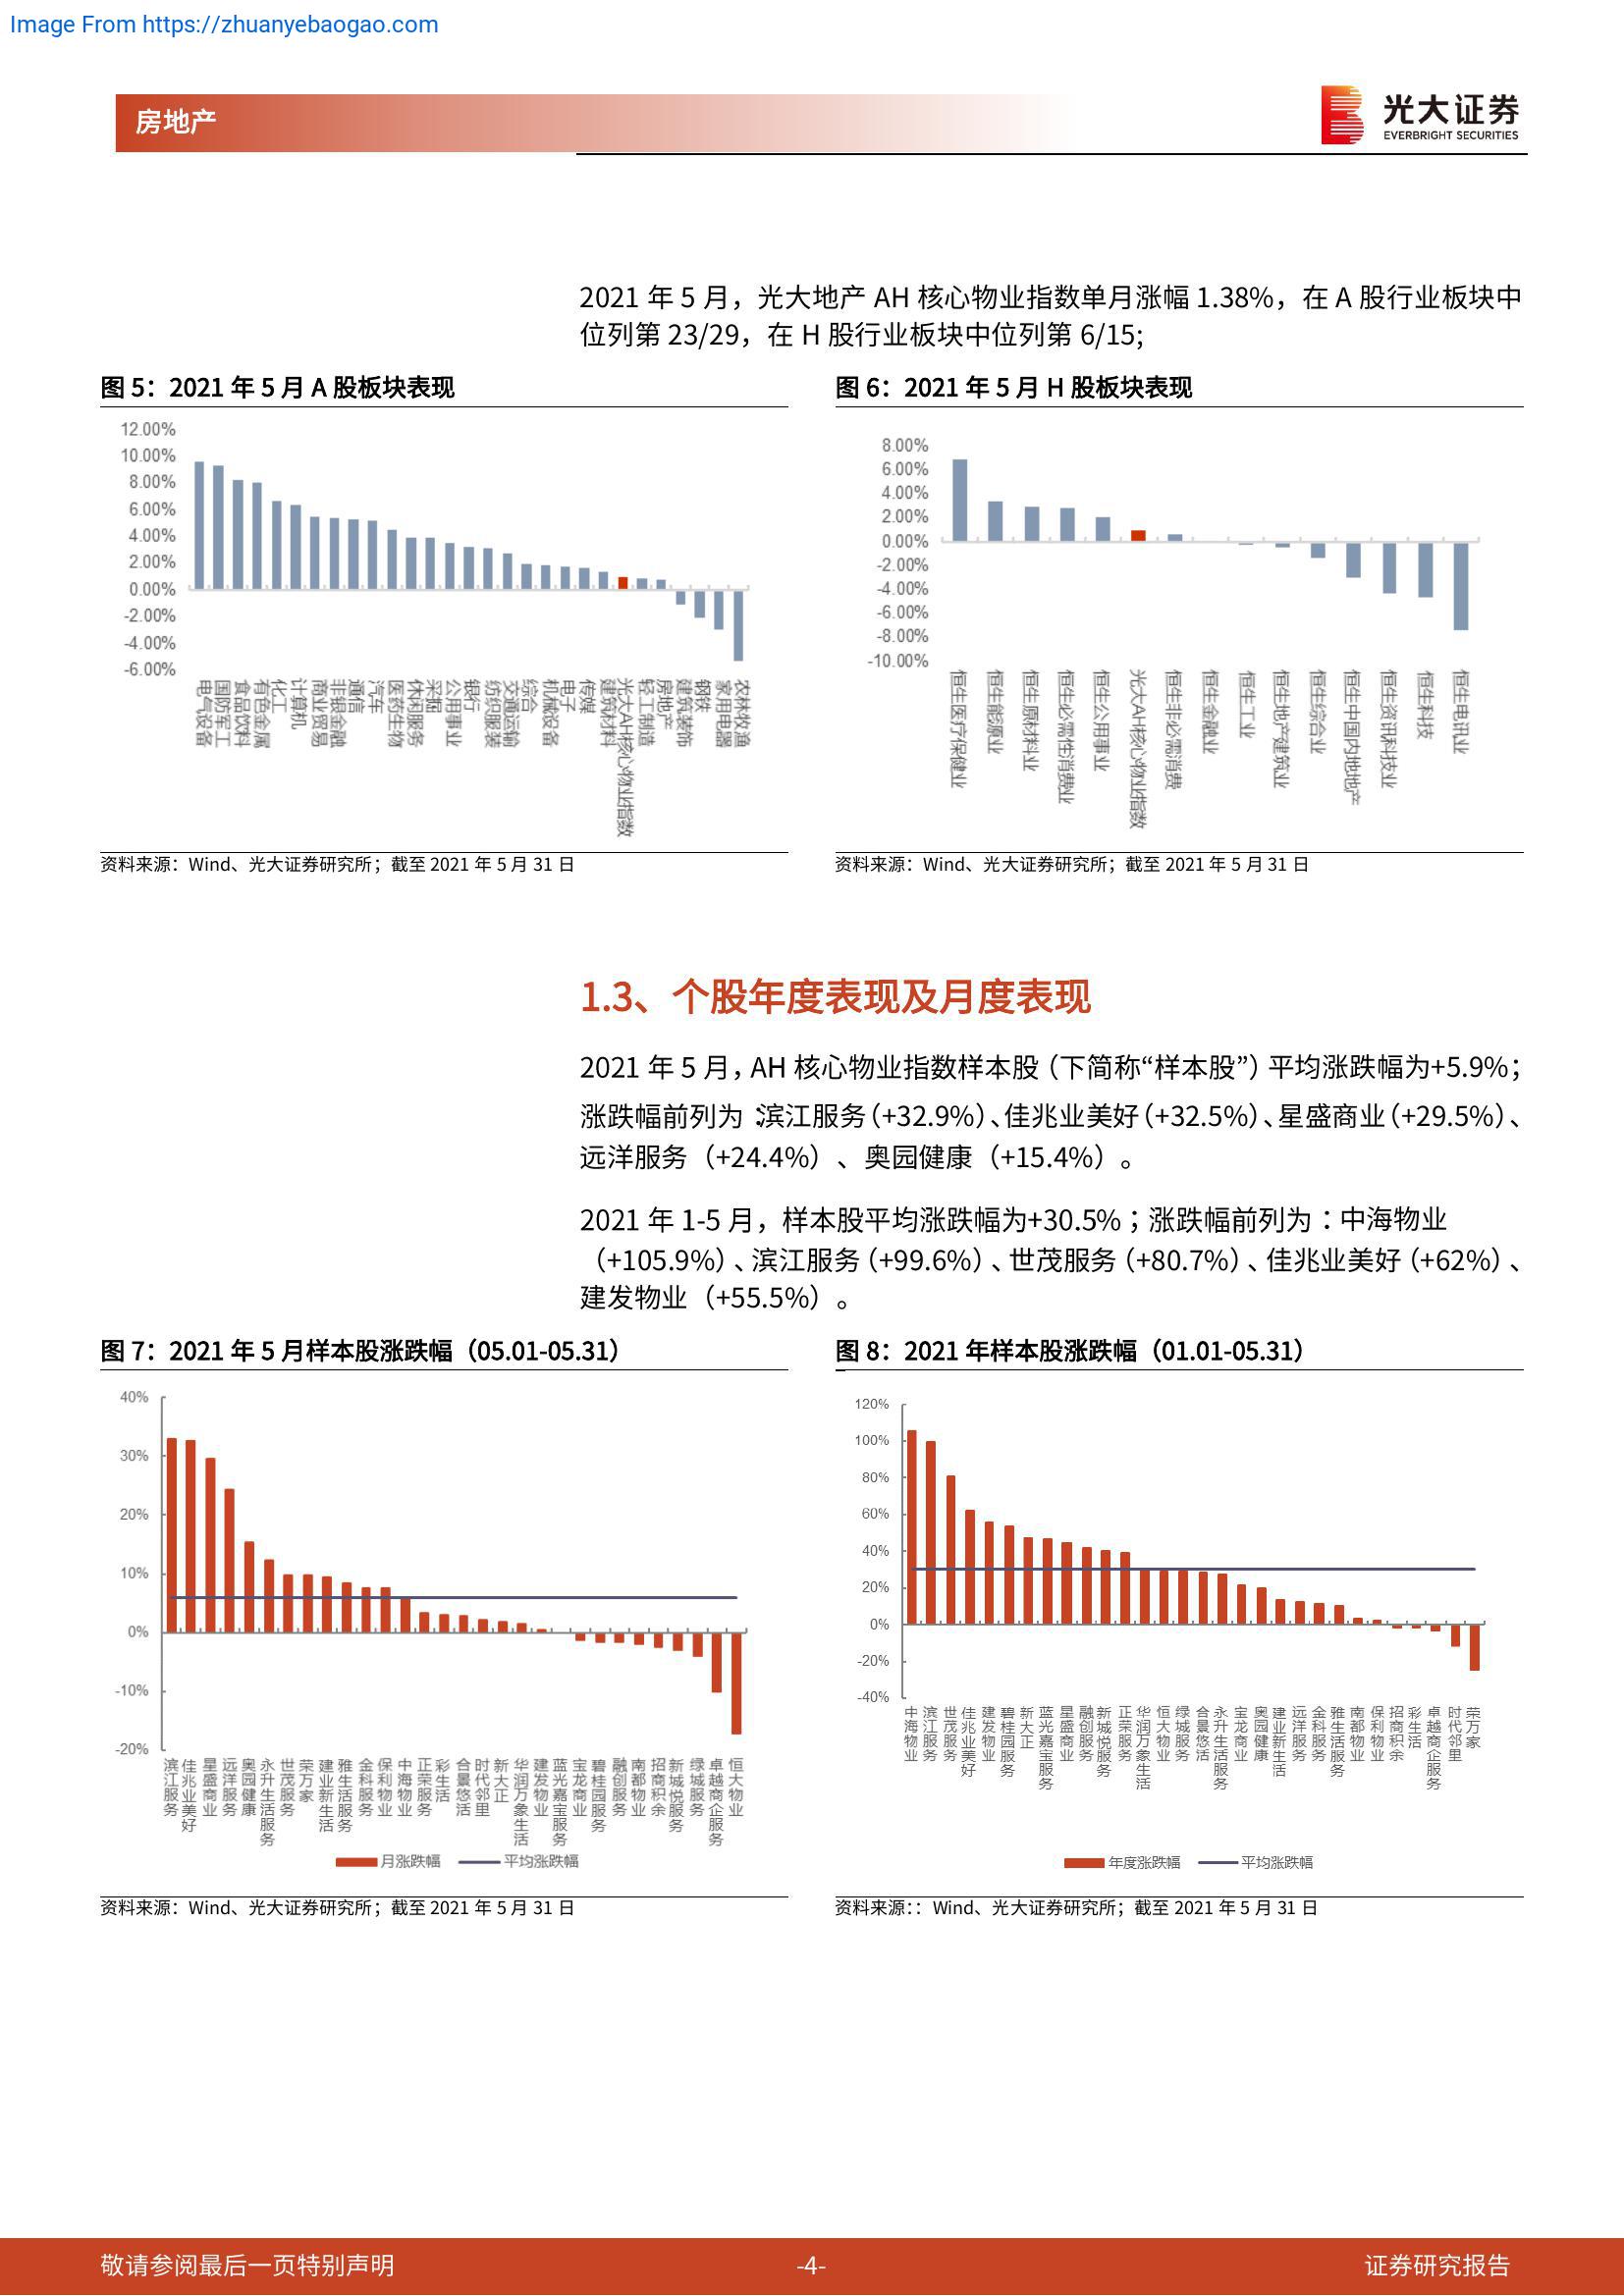 Image From https://zhuanyebaogao.com
房地产
光大证券
EVERBRIGHT SECURITIES
2021 年 5 月，光大地产 AH 核心物业指数单月涨幅 1.38%，在 A 股行业板块中
位列第 23/29，在 H 股行业板块中位列第 6/15;
图 5：2021 年 5 月 A 股板块表现
12.00%
10.00%
8.00%
6.00%
4.00%
2.00%
0.00%
-2.00%
-4.00%
-6.00%
电气设备
国防军工
食品饮料
有色金属
化工
计算机
商业贸易
非银金融
通信
汽车
医药生物
休闲服务
采掘
公用事业
银行
纺织服装
交通运输
综合
机械设备
电子
传媒
建筑材料
光大AH核心物业指数
轻工制造
房地产
建筑装饰
钢铁
家用电器
农林牧渔
资料来源：Wind、光大证券研究所；截至 2021 年 5 月 31 日
图 6：2021 年 5 月 H 股板块表现
8.00%
6.00%
4.00%
2.00%
0.00%
-2.00%
-4.00%
-6.00%
-8.00%
-10.00%
恒生医疗保健业
恒生能源业
恒生原材料业
恒生必需性消费业
恒生公用事业
光大AH核心物业指数
恒生非必需消费
恒生金融业
恒生工业
恒生地产建筑业
恒生综合业
恒生中国内地地产
恒生资讯科技业
恒生科技
恒生电讯业
资料来源：Wind、光大证券研究所；截至 2021 年 5 月 31 日
1.3、个股年度表现及月度表现
2021 年 5 月，AH 核心物业指数样本股（下简称“样本股”）平均涨跌幅为+5.9%；
涨跌幅前列为：滨江服务（+32.9%）、佳兆业美好（+32.5%）、星盛商业（+29.5%）、
远洋服务（+24.4%）、奥园健康（+15.4%）。
2021 年 1-5 月，样本股平均涨跌幅为+30.5%；涨跌幅前列为：中海物业
（+105.9%）、滨江服务（+99.6%）、世茂服务（+80.7%）、佳兆业美好（+62%）、
建发物业（+55.5%）。
图 7：2021 年 5 月样本股涨跌幅（05.01-05.31）
40%
30%
20%
10%
0%
-10%
-20%
滨江服务
佳兆业美好
星盛商业
远洋服务
奥园健康
永升生活服务
世茂服务
荣万家
建业新生活
雅生活服务
金科服务
保利物业
中海物业
正荣服务
彩生活
合景悠活
时代邻里
新大正
华润万象生活
建发物业
蓝光嘉宝服务
宝龙商业
碧桂园服务
融创服务
南都物业
招商积余
新城悦服务
绿城服务
卓越商企服务
恒大物业
月涨跌幅
平均涨跌幅
资料来源：Wind、光大证券研究所；截至 2021 年 5 月 31 日
图 8：2021 年样本股涨跌幅（01.01-05.31）
120%
100%
80%
60%
40%
20%
0%
-20%
-40%
中海物业
滨江服务
世茂服务
佳兆业美好
建发物业
碧桂园服务
新大正
蓝光嘉宝服务
星盛商业
融创服务
新城悦服务
正荣服务
华润万象生活
恒大物业
绿城服务
合景悠活
永升生活服务
宝龙商业
奥园健康
建业新生活
远洋服务
金科服务
雅生活服务
南都物业
保利物业
招商积余
彩生活
卓越商企服务
时代邻里
荣万家
年度涨跌幅
平均涨跌幅
资料来源：：Wind、光大证券研究所；截至 2021 年 5 月 31 日
敬请参阅最后一页特别声明
-4-
证券研究报告